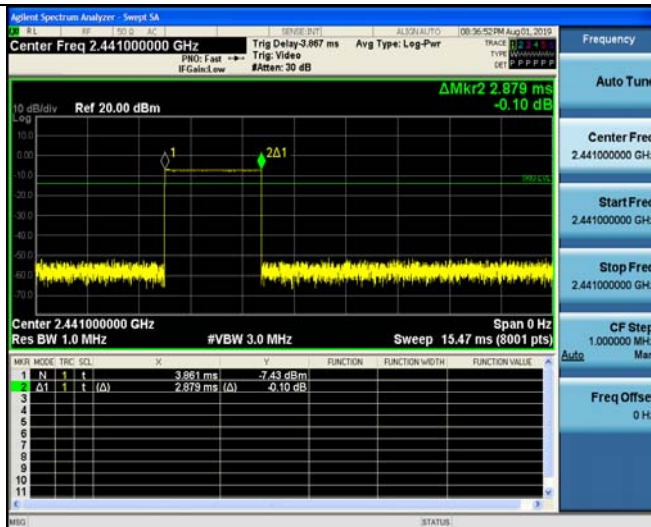 Agilent Spectrum Analyzer - Swept SA
RL RF 50 Ω AC SENSE:INT ALIGN AUTO 08:36:52 PM Aug 01, 2019
Center Freq 2.441000000 GHz
PNO: Fast
IFGain:Low
Trig Delay-3.867 ms
Trig: Video
#Atten: 30 dB
Avg Type: Log-Pwr
TRACE 1 2 3 4 5 6
TYPE
DET P P P P P P
ΔMkr2 2.879 ms
-0.10 dB
10 dB/div Ref 20.00 dBm
Log
10.0
0.00
-10.0
-20.0
-30.0
-40.0
-50.0
-60.0
-70.0
1
2Δ1
TRIG LVL
Center 2.441000000 GHz Span 0 Hz
Res BW 1.0 MHz #VBW 3.0 MHz Sweep 15.47 ms (8001 pts)
MKR MODE TRC SCL X Y FUNCTION FUNCTION WIDTH FUNCTION VALUE
1 N 1 t 3.861 ms -7.43 dBm
2 Δ1 1 t (Δ) 2.879 ms (Δ) -0.10 dB
3
4
5
6
7
8
9
10
11
MSG STATUS
Frequency
Auto Tune
Center Freq
2.441000000 GHz
Start Freq
2.441000000 GHz
Stop Freq
2.441000000 GHz
CF Step
1.000000 MHz
Auto Man
Freq Offset
0 Hz